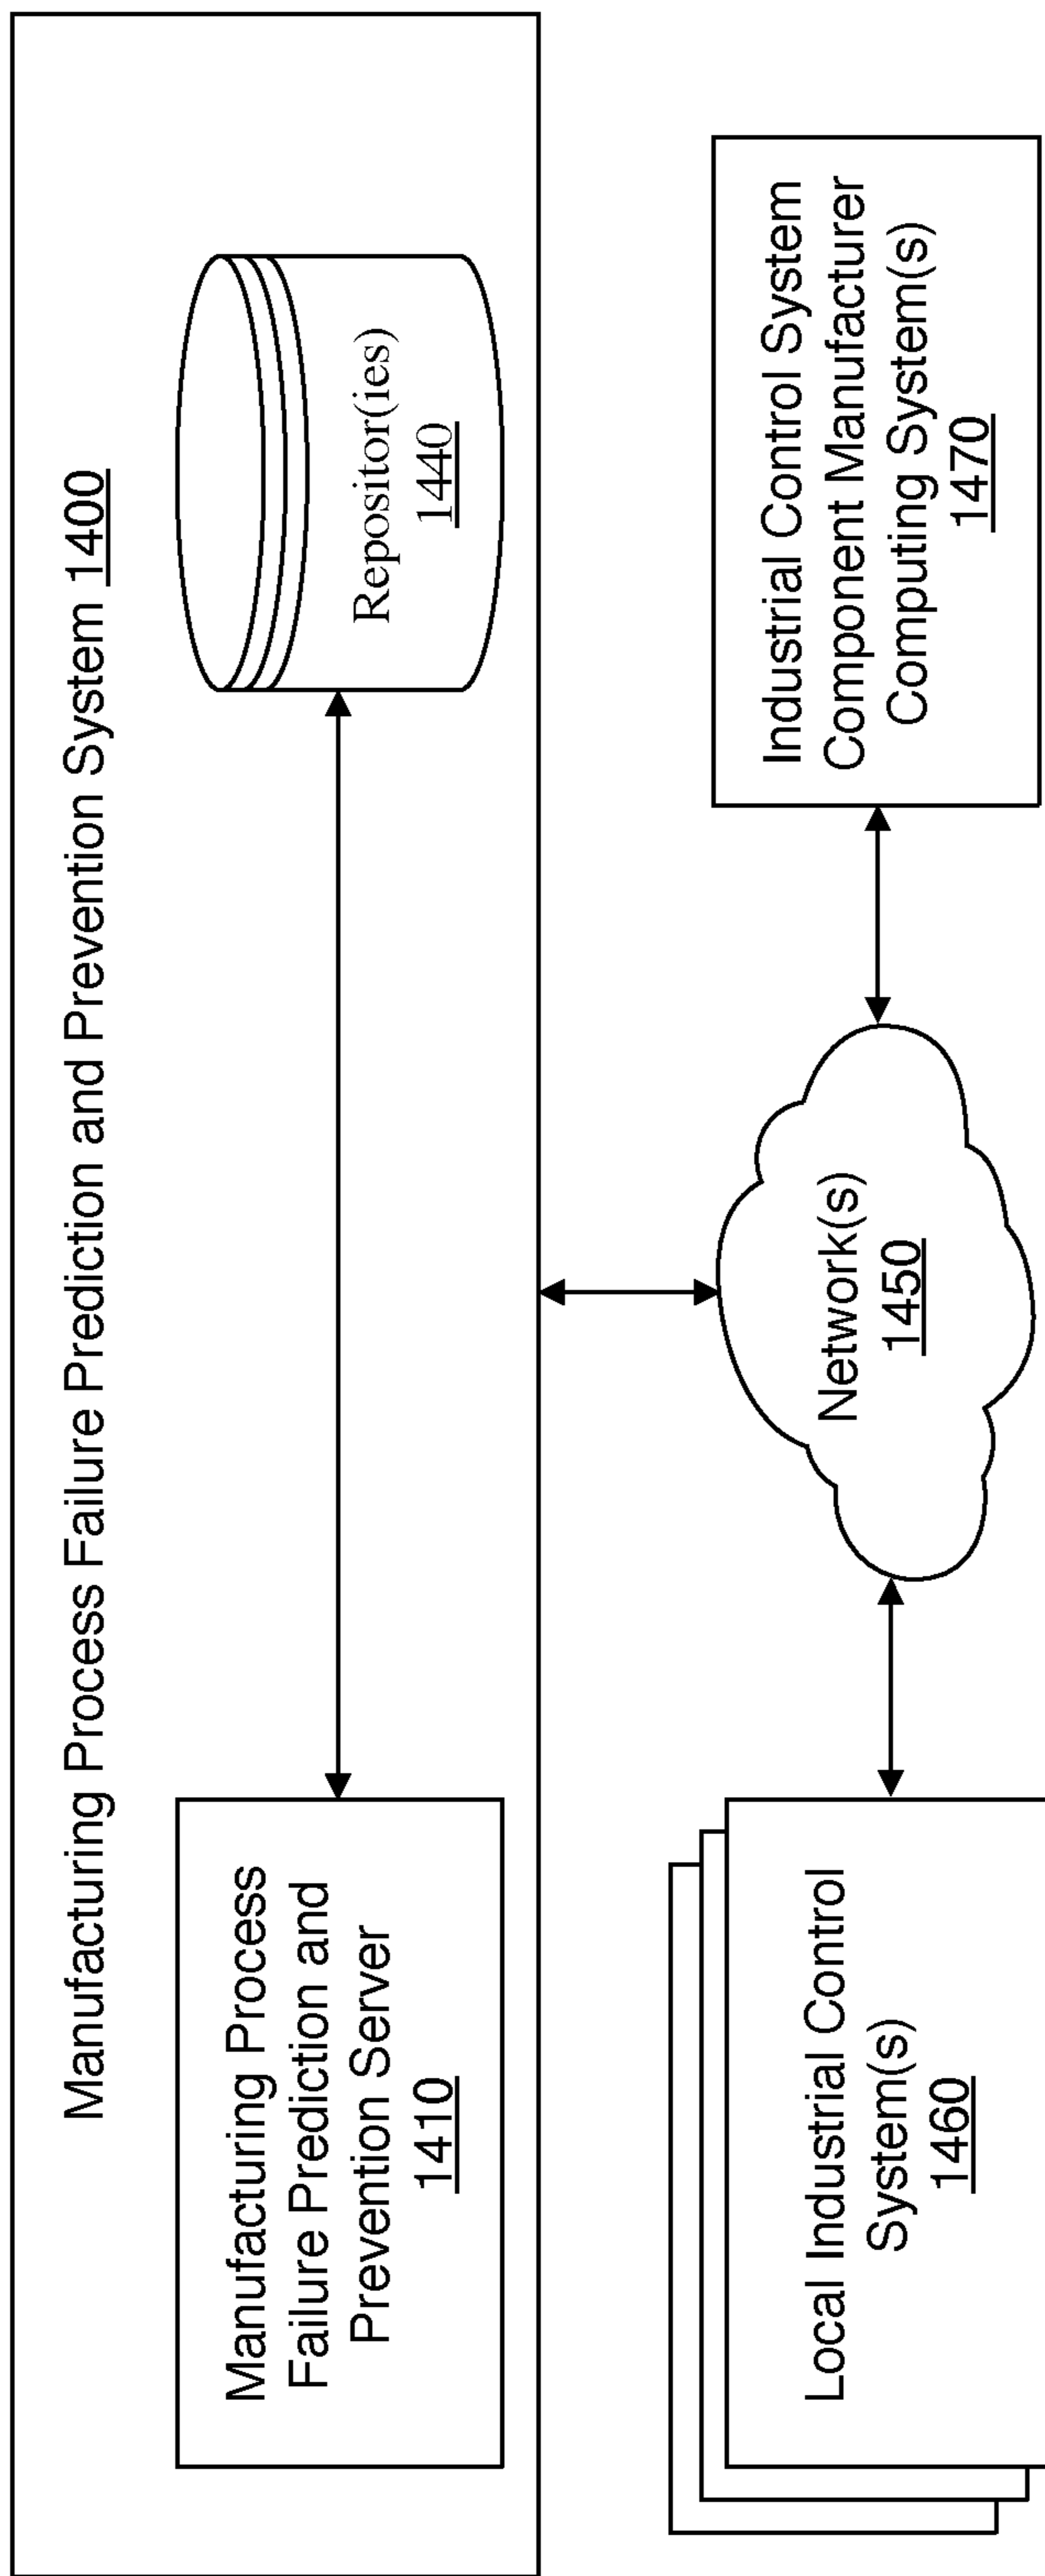 Manufacturing Process Failure Prediction and Prevention System 1400
Manufacturing Process
Failure Prediction and
Prevention Server
1410
Repositor(ies)
1440
Local Industrial Control
System(s)
1460
Network(s)
1450
Industrial Control System
Component Manufacturer
Computing System(s)
1470